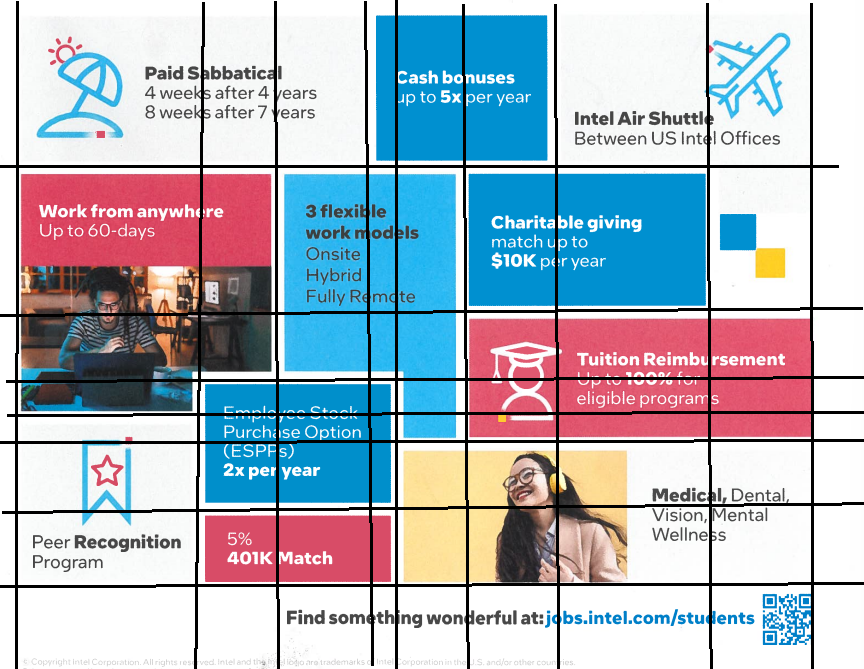 Paid Sabbatical
4 weeks after 4 years
8 weeks after 7 years
Cash bonuses
up to 5x per year
Intel Air Shuttle
Between US Intel Offices
Work from anywhere
Up to 60-days
3 flexible
work models
Onsite
Hybrid
Fully Remote
Charitable giving
match up to
$10K per year
Tuition Reimbursement
Up to 100% for
eligible programs
Employee Stock
Purchase Option
(ESPPs)
2x per year
Peer Recognition
Program
5%
401K Match
Medical, Dental,
Vision, Mental
Wellness
Find something wonderful at: jobs.intel.com/students
© Copyright Intel Corporation. All rights reserved. Intel and the Intel logo are trademarks of Intel Corporation in the U.S. and/or other countries.